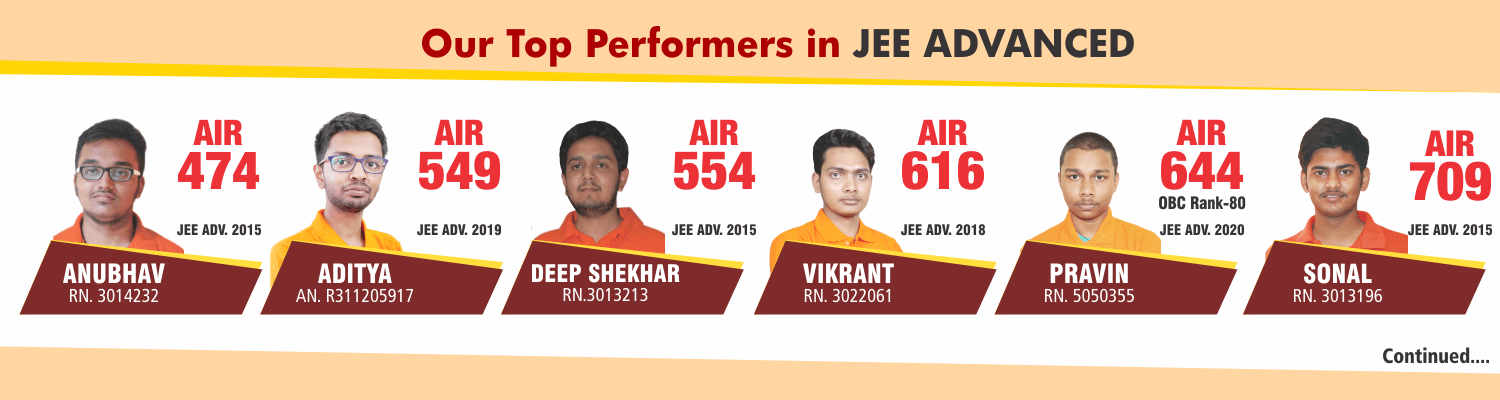 Our Top Performers in JEE ADVANCED
AIR
474
JEE ADV. 2015
ANUBHAV
RN. 3014232
AIR
549
JEE ADV. 2019
ADITYA
AN. R311205917
AIR
554
JEE ADV. 2015
DEEP SHEKHAR
RN.3013213
AIR
616
JEE ADV. 2018
VIKRANT
RN. 3022061
AIR
644
OBC Rank-80
JEE ADV. 2020
PRAVIN
RN. 5050355
AIR
709
JEE ADV. 2015
SONAL
RN. 3013196
Continued....